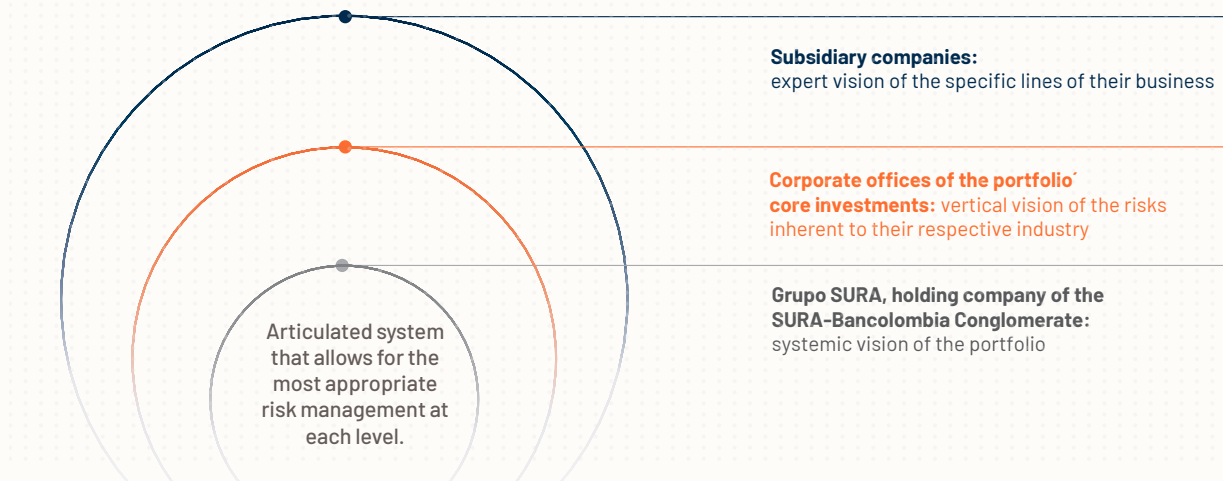 Subsidiary companies:
expert vision of the specific lines of their business
Corporate offices of the portfolio´
core investments: vertical vision of the risks
inherent to their respective industry
Grupo SURA, holding company of the
SURA-Bancolombia Conglomerate:
systemic vision of the portfolio
Articulated system
that allows for the
most appropriate
risk management at
each level.